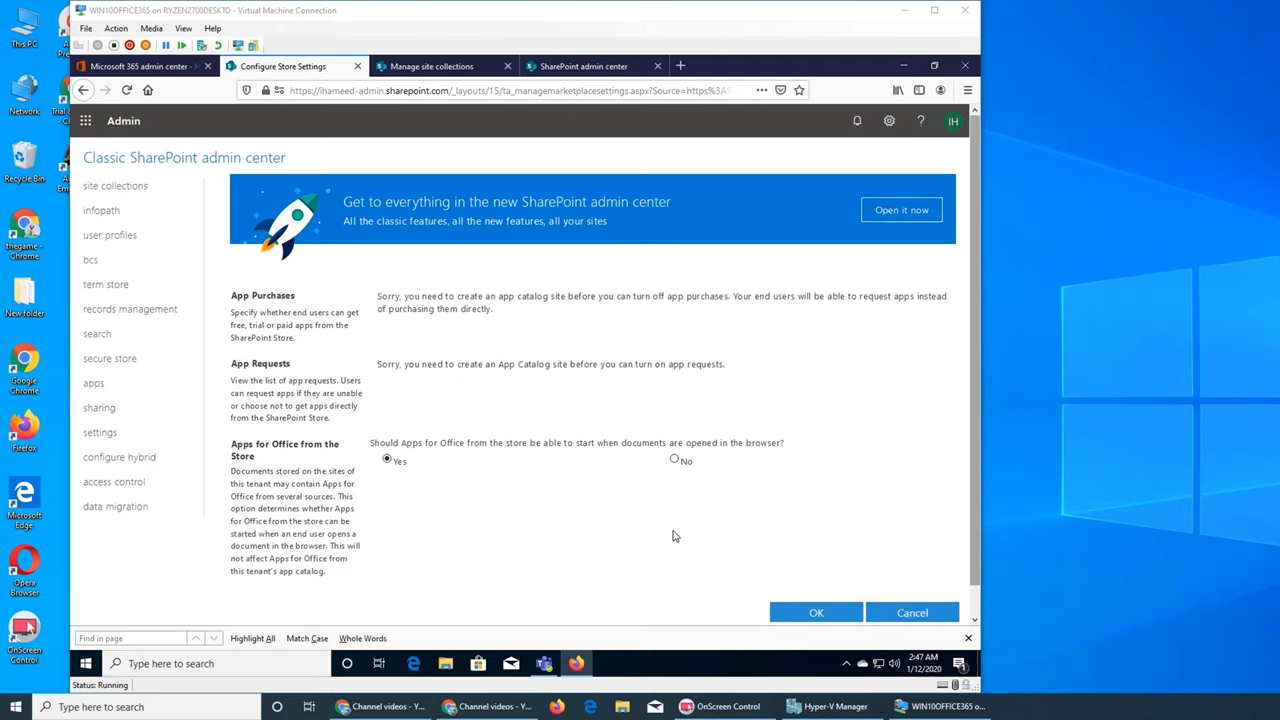 WIN10OFFICE365 on RYZEN2700DESKTO - Virtual Machine Connection
File Action Media View Help
Microsoft 365 admin center - H
Configure Store Settings
Manage site collections
SharePoint admin center
https://ihameed-admin.sharepoint.com/_layouts/15/ta_managemarketplacesettings.aspx?Source=https%3A%
Admin
IH
Classic SharePoint admin center
site collections
infopath
user profiles
bcs
term store
records management
search
secure store
apps
sharing
settings
configure hybrid
access control
data migration
Get to everything in the new SharePoint admin center
All the classic features, all the new features, all your sites
Open it now
App Purchases
Specify whether end users can get
free, trial or paid apps from the
SharePoint Store.
Sorry, you need to create an app catalog site before you can turn off app purchases. Your end users will be able to request apps instead
of purchasing them directly.
App Requests
View the list of app requests. Users
can request apps if they are unable
or choose not to get apps directly
from the SharePoint Store.
Sorry, you need to create an App Catalog site before you can turn on app requests.
Apps for Office from the
Store
Documents stored on the sites of
this tenant may contain Apps for
Office from several sources. This
option determines whether Apps
for Office from the store can be
started when an end user opens a
document in the browser. This will
not affect Apps for Office from
this tenant's app catalog.
Should Apps for Office from the store be able to start when documents are opened in the browser?
Yes
No
OK
Cancel
Find in page
Highlight All Match Case Whole Words
Type here to search
2:47 AM
1/12/2020
1
Status: Running
This PC
Network
Recycle Bin
thegame -
Chrome
New folder
Google
Chrome
Firefox
Microsoft
Edge
Opera
Browser
OnScreen
Control
Type here to search
Channel videos - Y...
Channel videos - Y...
OnScreen Control
Hyper-V Manager
WIN10OFFICE365 o...